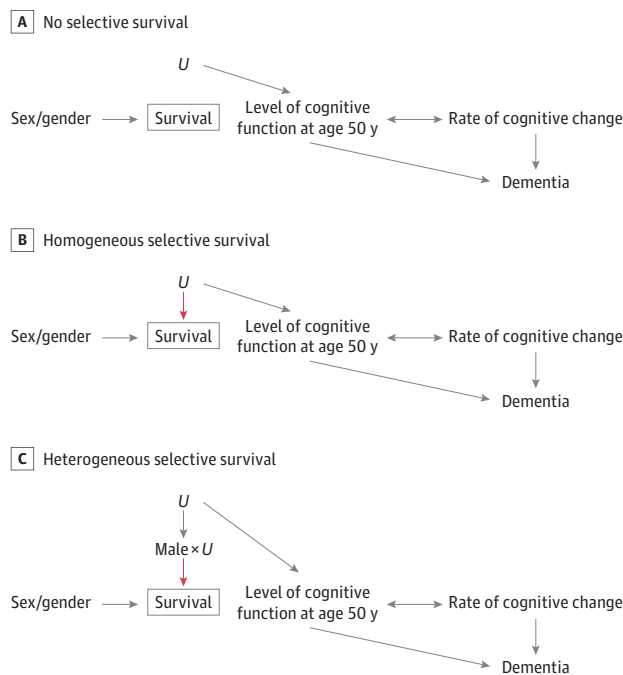 A No selective survival
U
Sex/gender Survival Level of cognitive function at age 50 y Rate of cognitive change
Dementia
B Homogeneous selective survival
U
Sex/gender Survival Level of cognitive function at age 50 y Rate of cognitive change
Dementia
C Heterogeneous selective survival
U
Male × U
Sex/gender Survival Level of cognitive function at age 50 y Rate of cognitive change
Dementia